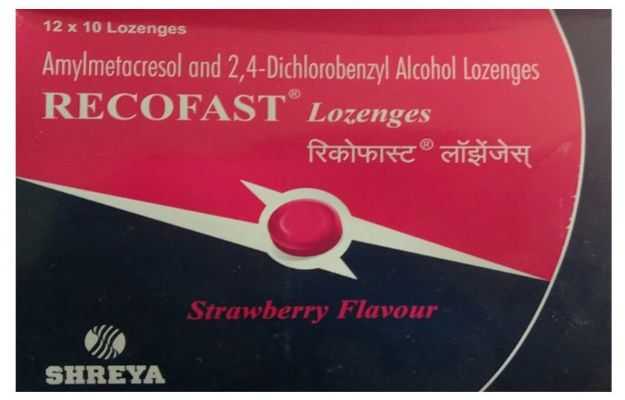 12 x 10 Lozenges
Amylmetacresol and 2,4-Dichlorobenzyl Alcohol Lozenges
RECOFAST® Lozenges
रिकोफास्ट® लॉझेंजेस्
Strawberry Flavour
SHREYA